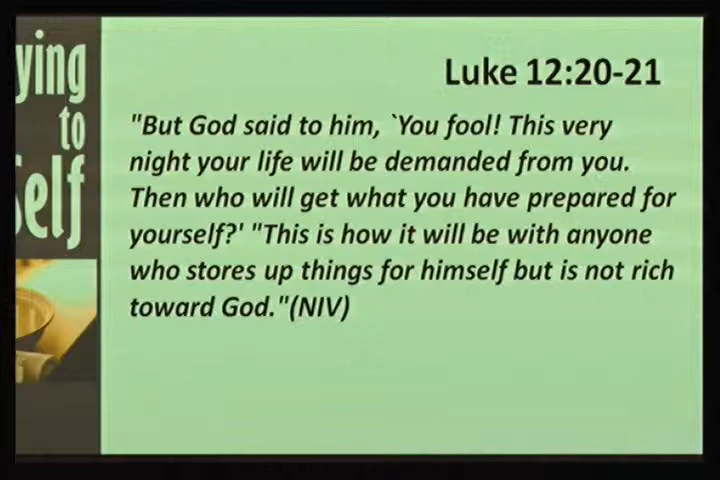 ying
to
elf
Luke 12:20-21
"But God said to him, `You fool! This very
night your life will be demanded from you.
Then who will get what you have prepared for
yourself?' "This is how it will be with anyone
who stores up things for himself but is not rich
toward God."(NIV)